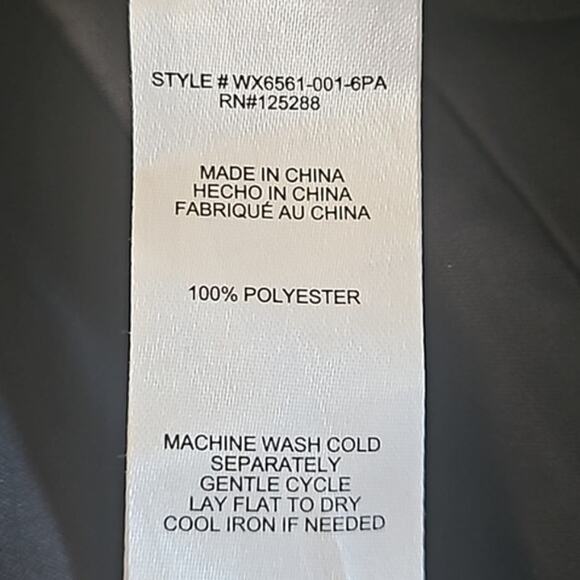 STYLE # WX6561-001-6PA
RN#125288
MADE IN CHINA
HECHO IN CHINA
FABRIQUÉ AU CHINA
100% POLYESTER
MACHINE WASH COLD
SEPARATELY
GENTLE CYCLE
LAY FLAT TO DRY
COOL IRON IF NEEDED